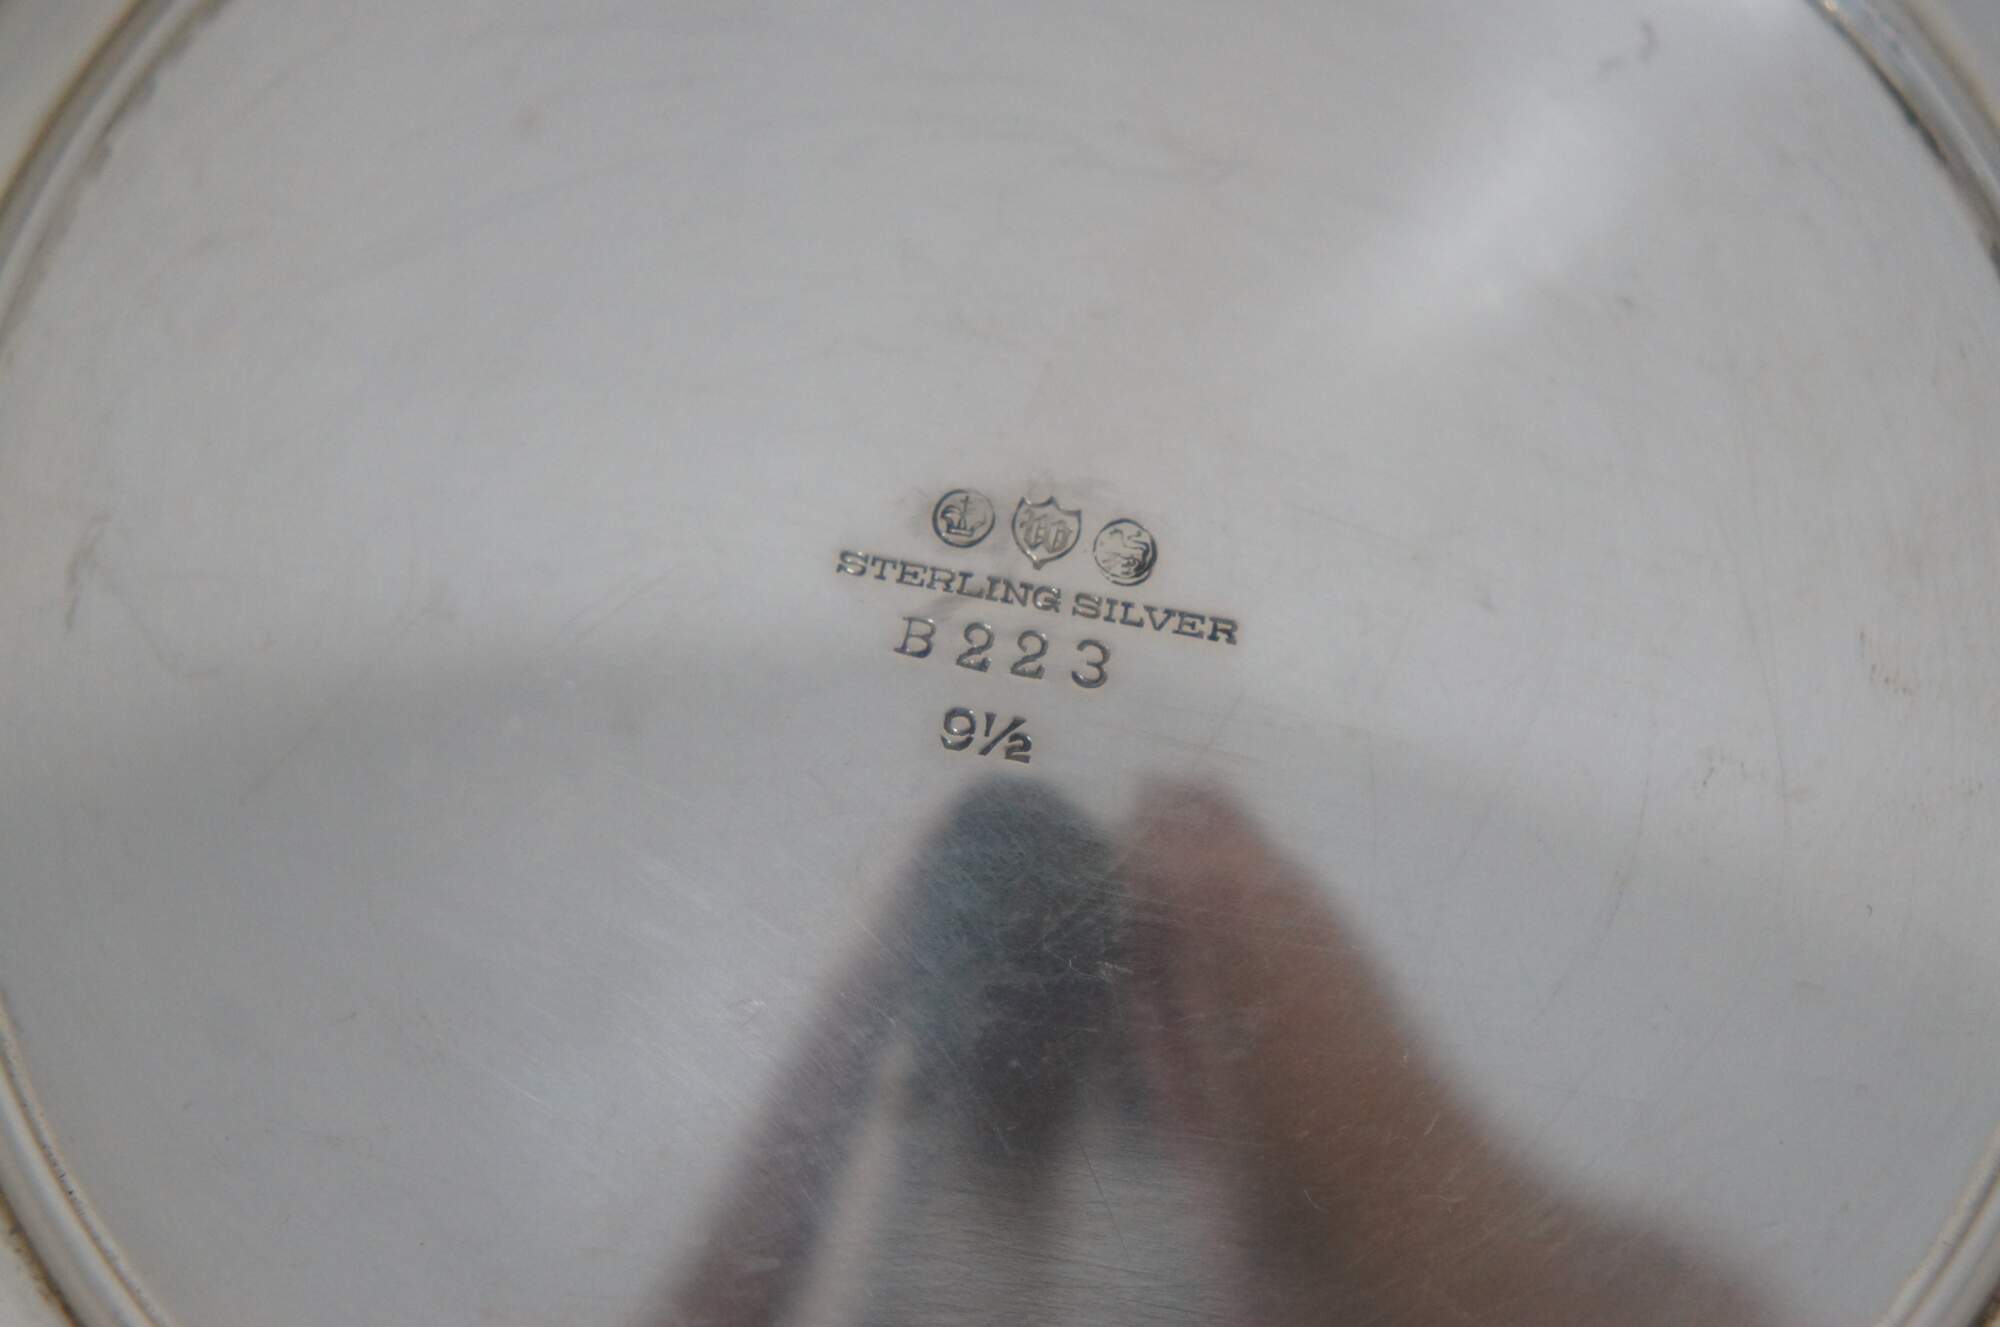 W
STERLING SILVER
B223
9½